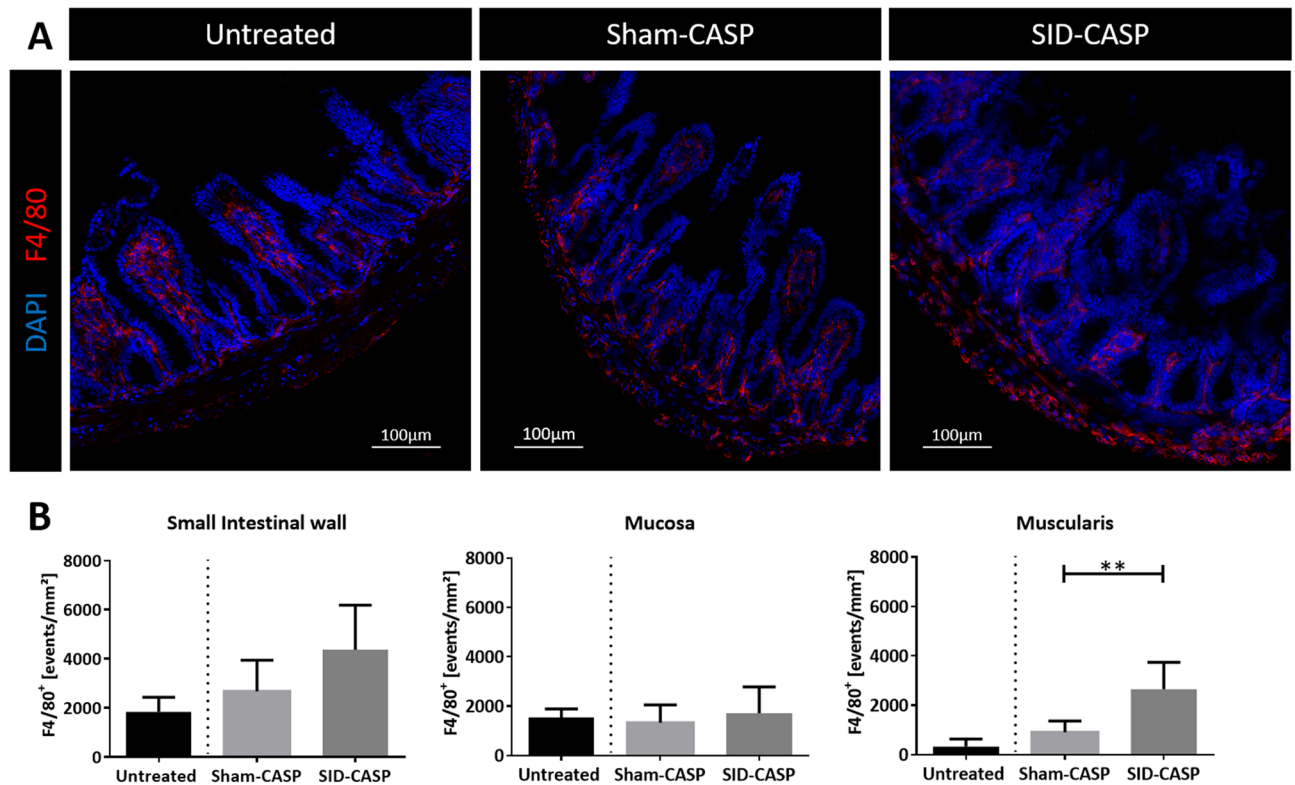 A
Untreated
Sham-CASP
SID-CASP
DAPI F4/80
100µm
100µm
100µm
B
Small Intestinal wall
F4/80⁺ [events/mm²]
8000
6000
4000
2000
0
Untreated
Sham-CASP
SID-CASP
Mucosa
F4/80⁺ [events/mm²]
8000
6000
4000
2000
0
Untreated
Sham-CASP
SID-CASP
Muscularis
F4/80⁺ [events/mm²]
8000
6000
4000
2000
0
**
Untreated
Sham-CASP
SID-CASP